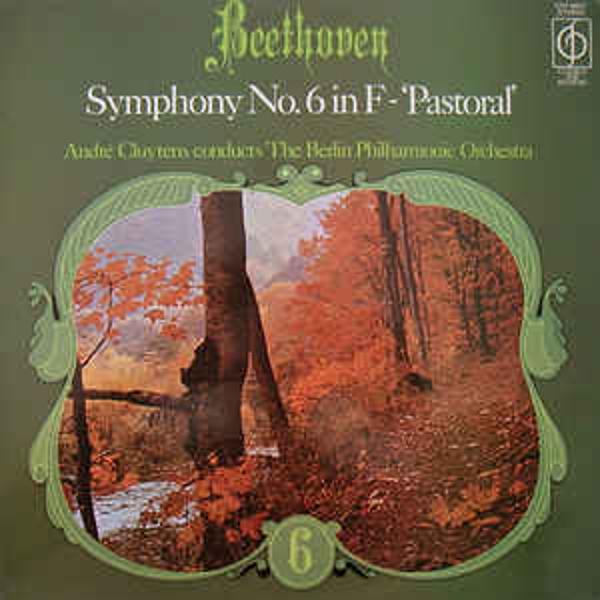 Beethoven
Symphony No. 6 in F - 'Pastoral'
André Cluytens conducts The Berlin Philharmonic Orchestra
6